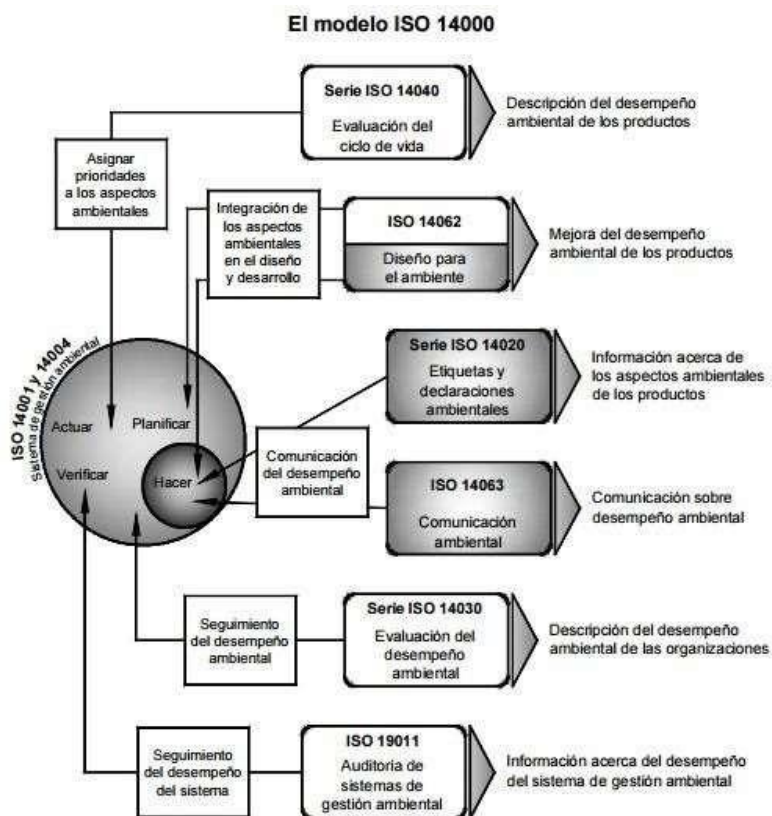 El modelo ISO 14000
Serie ISO 14040
Evaluación del
ciclo de vida
Descripción del desempeño
ambiental de los productos
Asignar
prioridades
a los aspectos
ambientales
Integración de
los aspectos
ambientales
en el diseño
y desarrollo
ISO 14062
Diseño para
el ambiente
Mejora del desempeño
ambiental de los productos
Serie ISO 14020
Etiquetas y
declaraciones
ambientales
Información acerca de
los aspectos ambientales
de los productos
ISO 14001 y 14004
Sistema de gestión ambiental
Actuar
Planificar
Verificar
Hacer
Comunicación
del desempeño
ambiental
ISO 14063
Comunicación
ambiental
Comunicación sobre
desempeño ambiental
Seguimiento
del desempeño
ambiental
Serie ISO 14030
Evaluación del
desempeño
ambiental
Descripción del desempeño
ambiental de las organizaciones
Seguimiento
del desempeño
del sistema
ISO 19011
Auditoría de
sistemas de
gestión ambiental
Información acerca del desempeño
del sistema de gestión ambiental